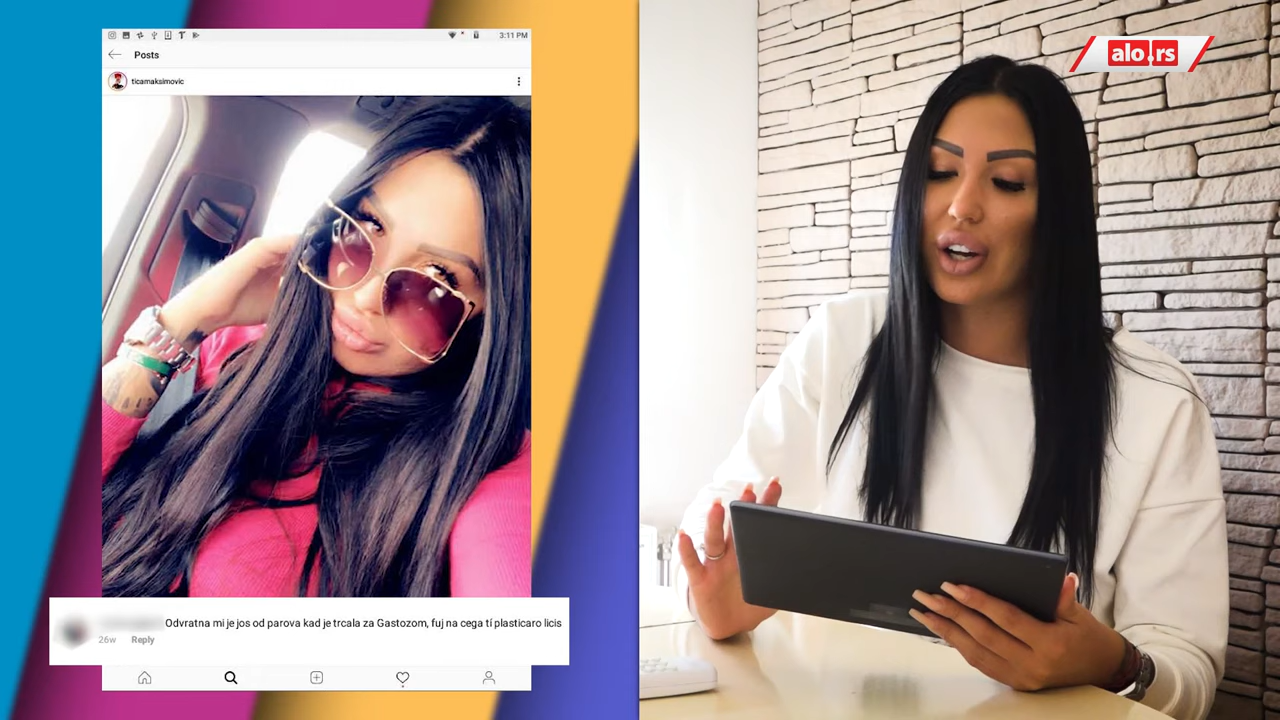 3:11 PM
alo!rs
Posts
ticamaksimovic
Odvratna mi je jos od parova kad je trcala za Gastozom, fuj na cega tí plasticaro licis
26w Reply